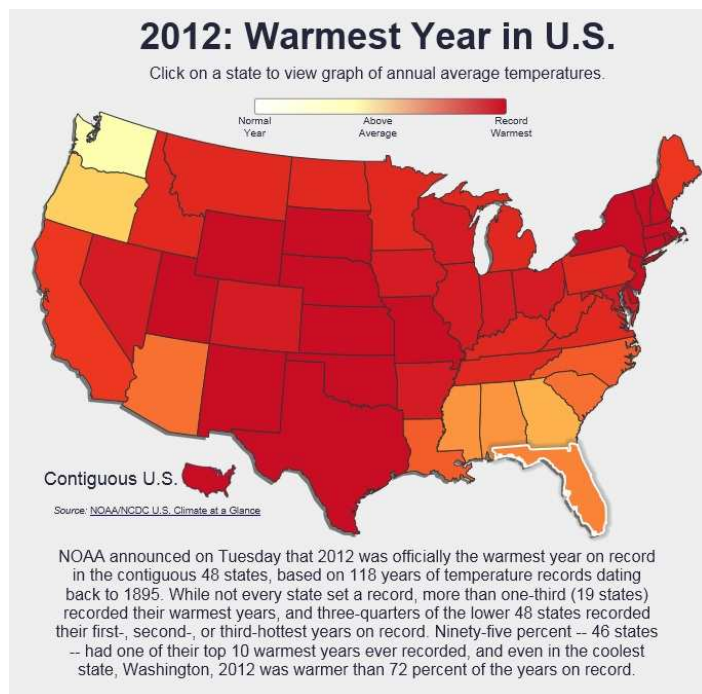 2012: Warmest Year in U.S.
Click on a state to view graph of annual average temperatures.
Normal Year
Above Average
Record Warmest
Contiguous U.S.
Source: NOAA/NCDC U.S. Climate at a Glance
NOAA announced on Tuesday that 2012 was officially the warmest year on record
in the contiguous 48 states, based on 118 years of temperature records dating
back to 1895. While not every state set a record, more than one-third (19 states)
recorded their warmest years, and three-quarters of the lower 48 states recorded
their first-, second-, or third-hottest years on record. Ninety-five percent -- 46 states
-- had one of their top 10 warmest years ever recorded, and even in the coolest
state, Washington, 2012 was warmer than 72 percent of the years on record.